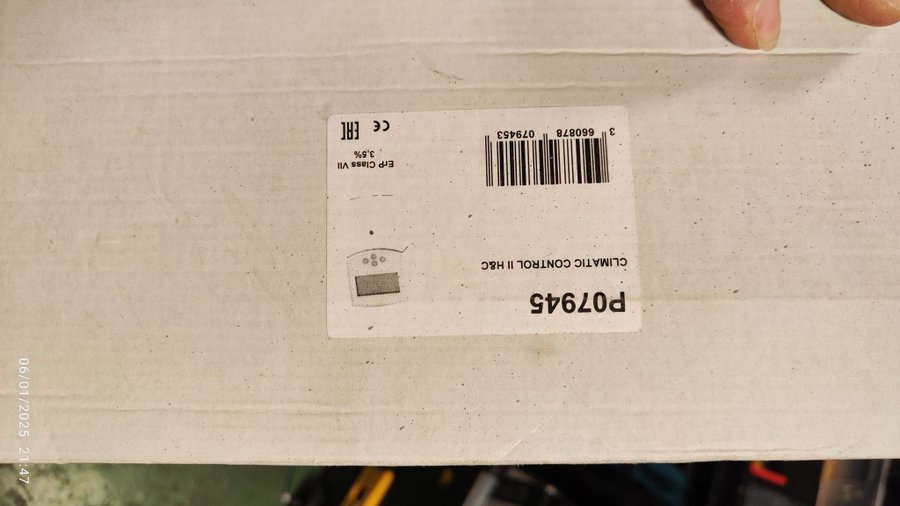 P07945
CLIMATIC CONTROL II H&C
3 660878 079453
ErP Class VII
3,5%
CE EAC
06/01/2025 21:47